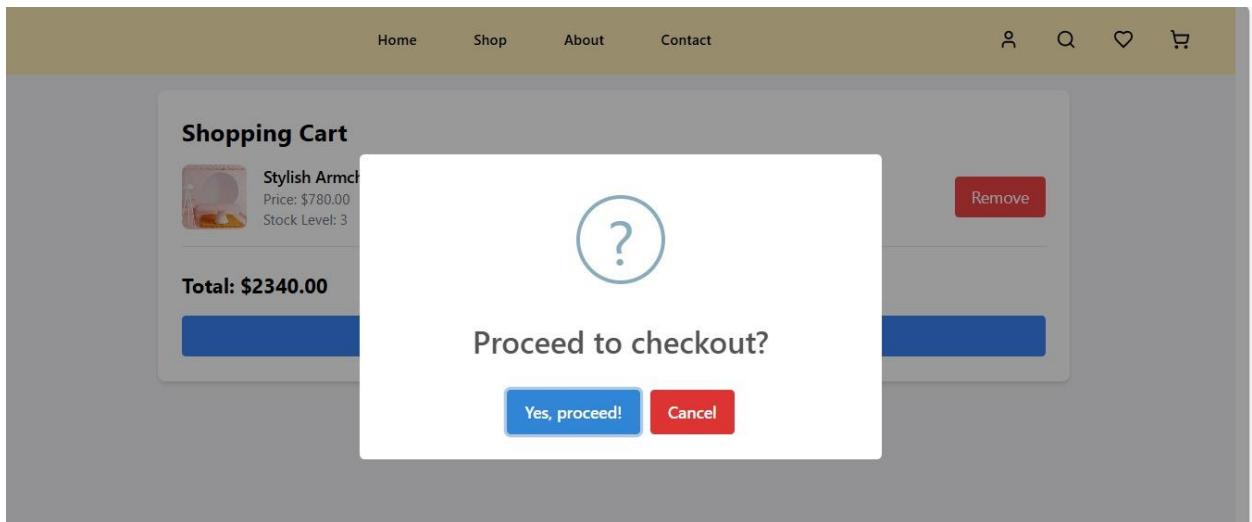 Home Shop About Contact
Shopping Cart
Stylish
Price: $780.00
Remove
Stock Level: 3
?
Total: $2340.00
Proceed to checkout?
Yes, proceed! Cancel